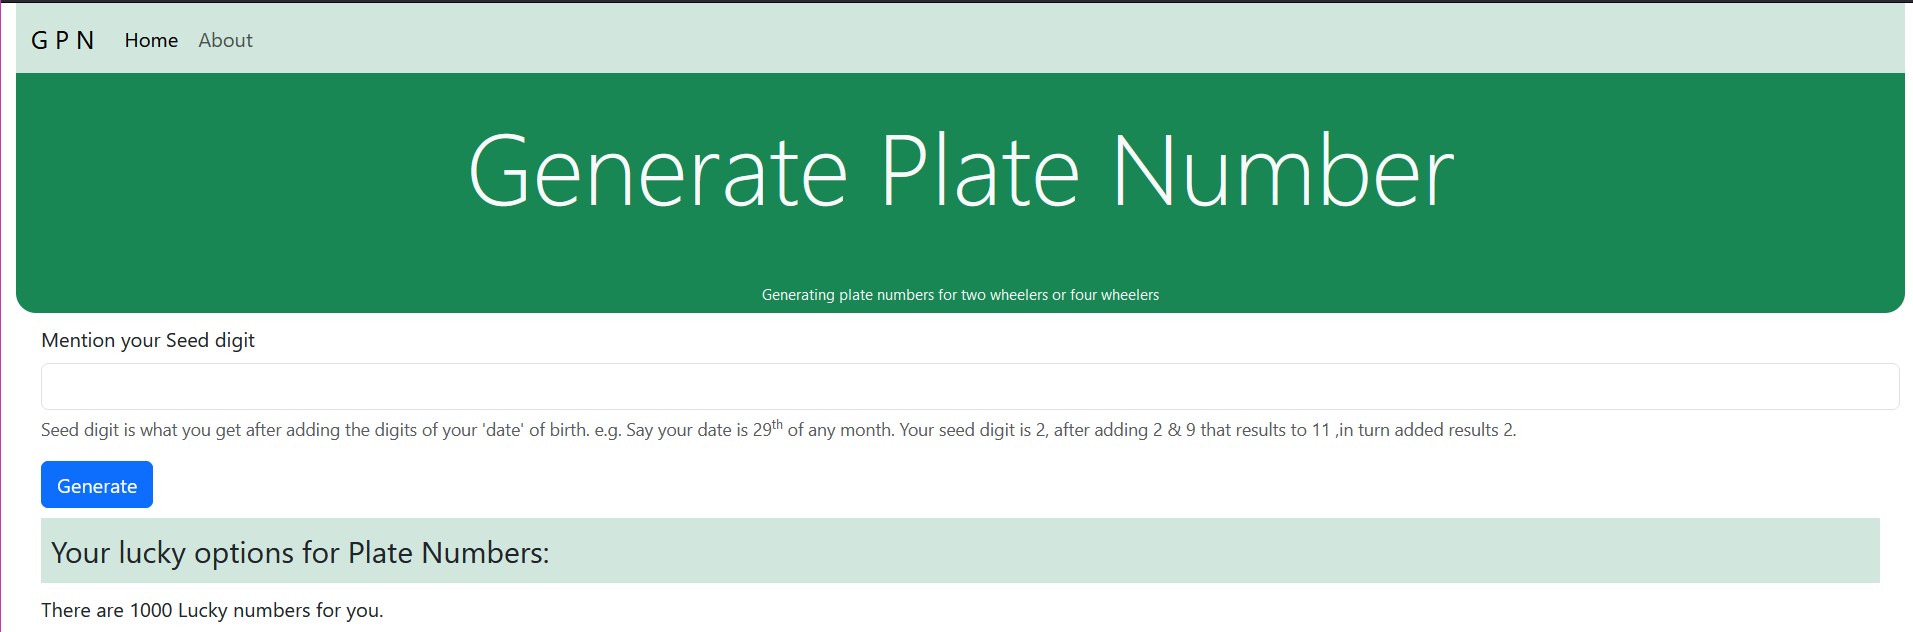 G P N Home About
Generate Plate Number
Generating plate numbers for two wheelers or four wheelers
Mention your Seed digit
Seed digit is what you get after adding the digits of your 'date' of birth. e.g. Say your date is 29th of any month. Your seed digit is 2, after adding 2 & 9 that results to 11 ,in turn added results 2.
Generate
Your lucky options for Plate Numbers:
There are 1000 Lucky numbers for you.